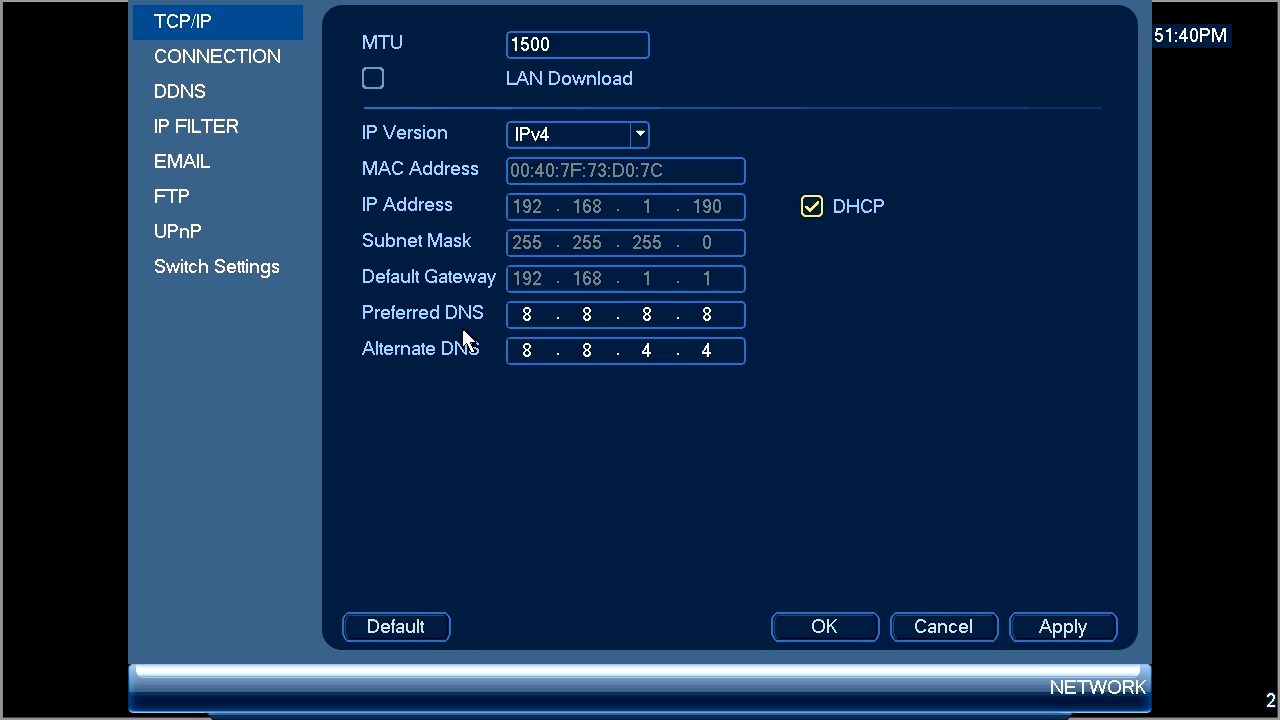 TCP/IP
CONNECTION
DDNS
IP FILTER
EMAIL
FTP
UPnP
Switch Settings
51:40PM
MTU 1500
LAN Download
IP Version IPv4
MAC Address 00:40:7F:73:D0:7C
IP Address 192 . 168 . 1 . 190 DHCP
Subnet Mask 255 . 255 . 255 . 0
Default Gateway 192 . 168 . 1 . 1
Preferred DNS 8 . 8 . 8 . 8
Alternate DNS 8 . 8 . 4 . 4
Default OK Cancel Apply
NETWORK
2